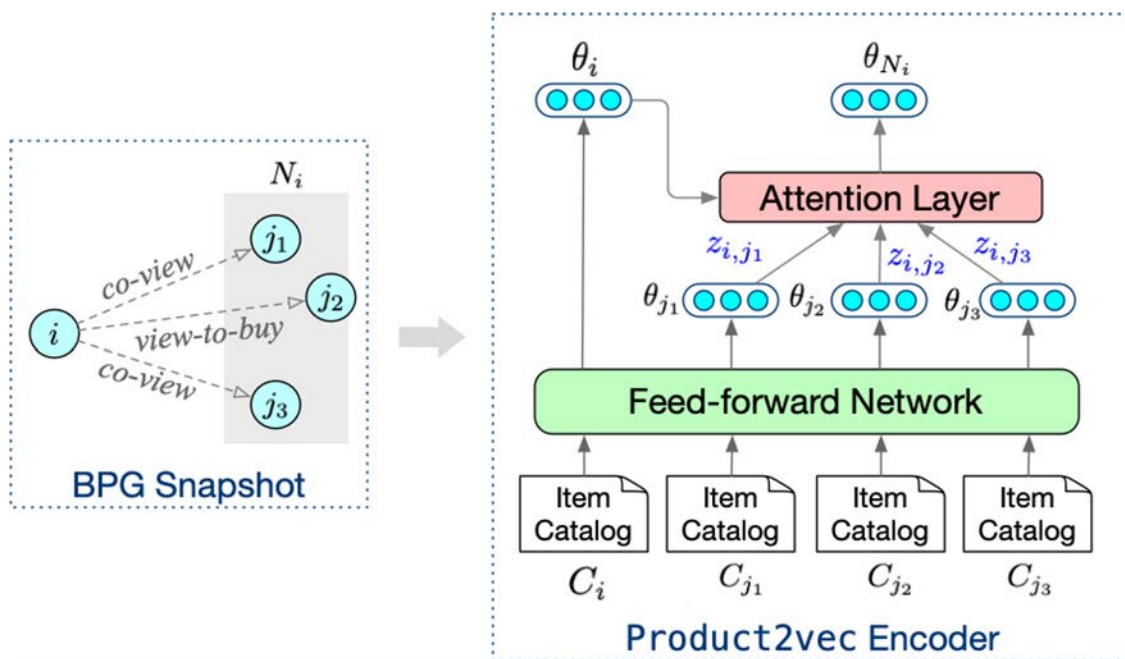 N_i
j_1
co-view
j_2
i
view-to-buy
co-view
j_3
BPG Snapshot
θ_i
θ_{N_i}
Attention Layer
z_{i,j_1}
z_{i,j_2}
z_{i,j_3}
θ_{j_1}
θ_{j_2}
θ_{j_3}
Feed-forward Network
Item
Catalog
Item
Catalog
Item
Catalog
Item
Catalog
C_i
C_{j_1}
C_{j_2}
C_{j_3}
Product2vec Encoder